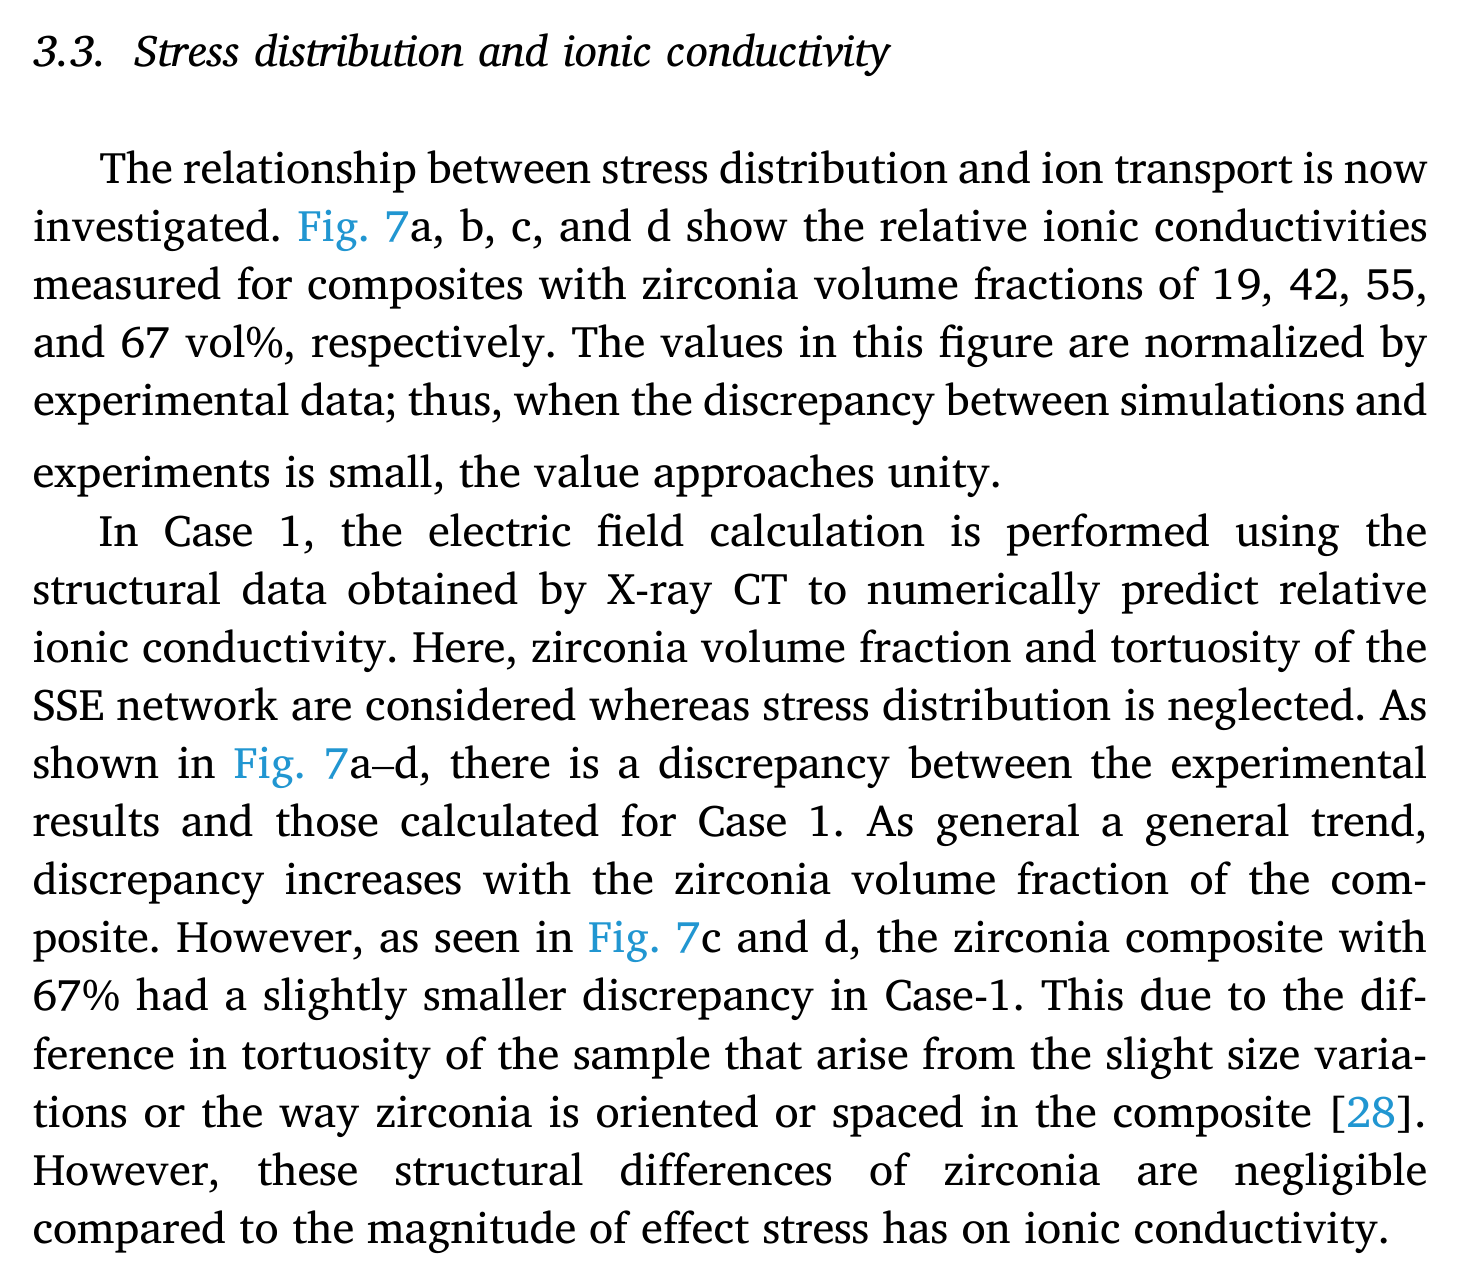 3.3. Stress distribution and ionic conductivity
The relationship between stress distribution and ion transport is now
investigated. Fig. 7a, b, c, and d show the relative ionic conductivities
measured for composites with zirconia volume fractions of 19, 42, 55,
and 67 vol%, respectively. The values in this figure are normalized by
experimental data; thus, when the discrepancy between simulations and
experiments is small, the value approaches unity.
In Case 1, the electric field calculation is performed using the
structural data obtained by X-ray CT to numerically predict relative
ionic conductivity. Here, zirconia volume fraction and tortuosity of the
SSE network are considered whereas stress distribution is neglected. As
shown in Fig. 7a–d, there is a discrepancy between the experimental
results and those calculated for Case 1. As general a general trend,
discrepancy increases with the zirconia volume fraction of the com-
posite. However, as seen in Fig. 7c and d, the zirconia composite with
67% had a slightly smaller discrepancy in Case-1. This due to the dif-
ference in tortuosity of the sample that arise from the slight size varia-
tions or the way zirconia is oriented or spaced in the composite [28].
However, these structural differences of zirconia are negligible
compared to the magnitude of effect stress has on ionic conductivity.